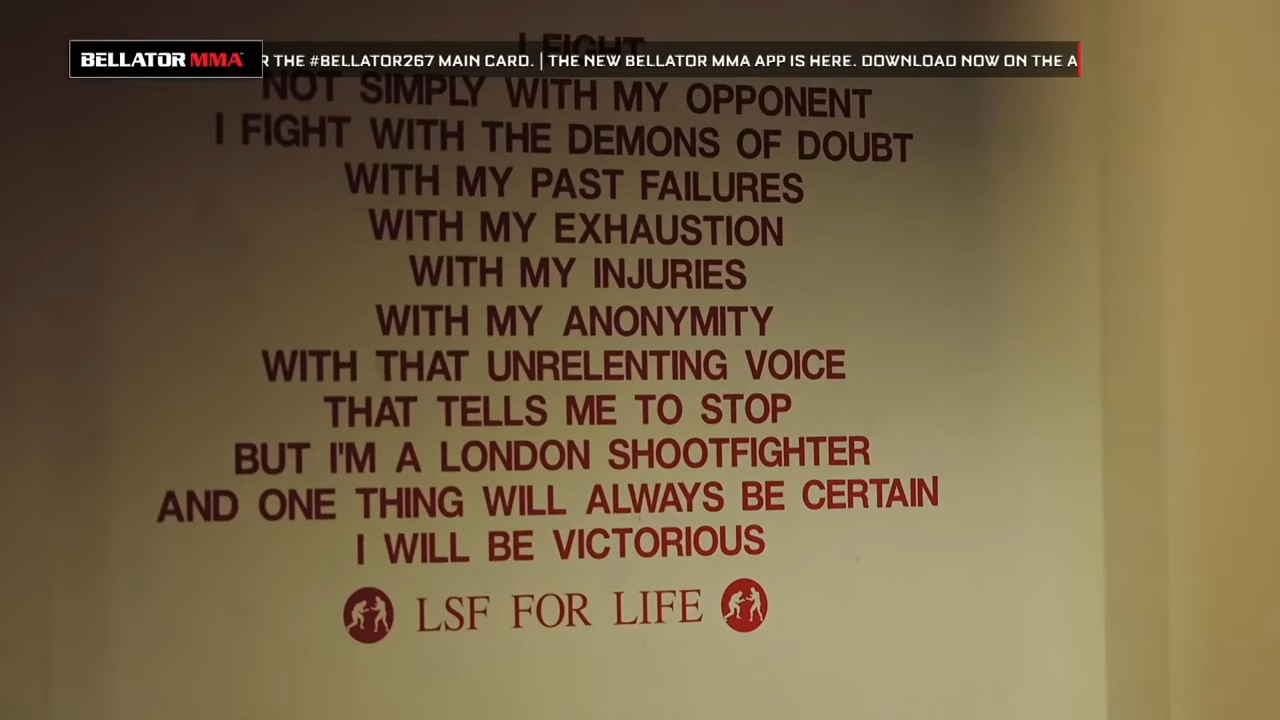 BELLATOR MMA
R THE #BELLATOR267 MAIN CARD. | THE NEW BELLATOR MMA APP IS HERE. DOWNLOAD NOW ON THE A
I FIGHT
NOT SIMPLY WITH MY OPPONENT
I FIGHT WITH THE DEMONS OF DOUBT
WITH MY PAST FAILURES
WITH MY EXHAUSTION
WITH MY INJURIES
WITH MY ANONYMITY
WITH THAT UNRELENTING VOICE
THAT TELLS ME TO STOP
BUT I'M A LONDON SHOOTFIGHTER
AND ONE THING WILL ALWAYS BE CERTAIN
I WILL BE VICTORIOUS
LSF FOR LIFE